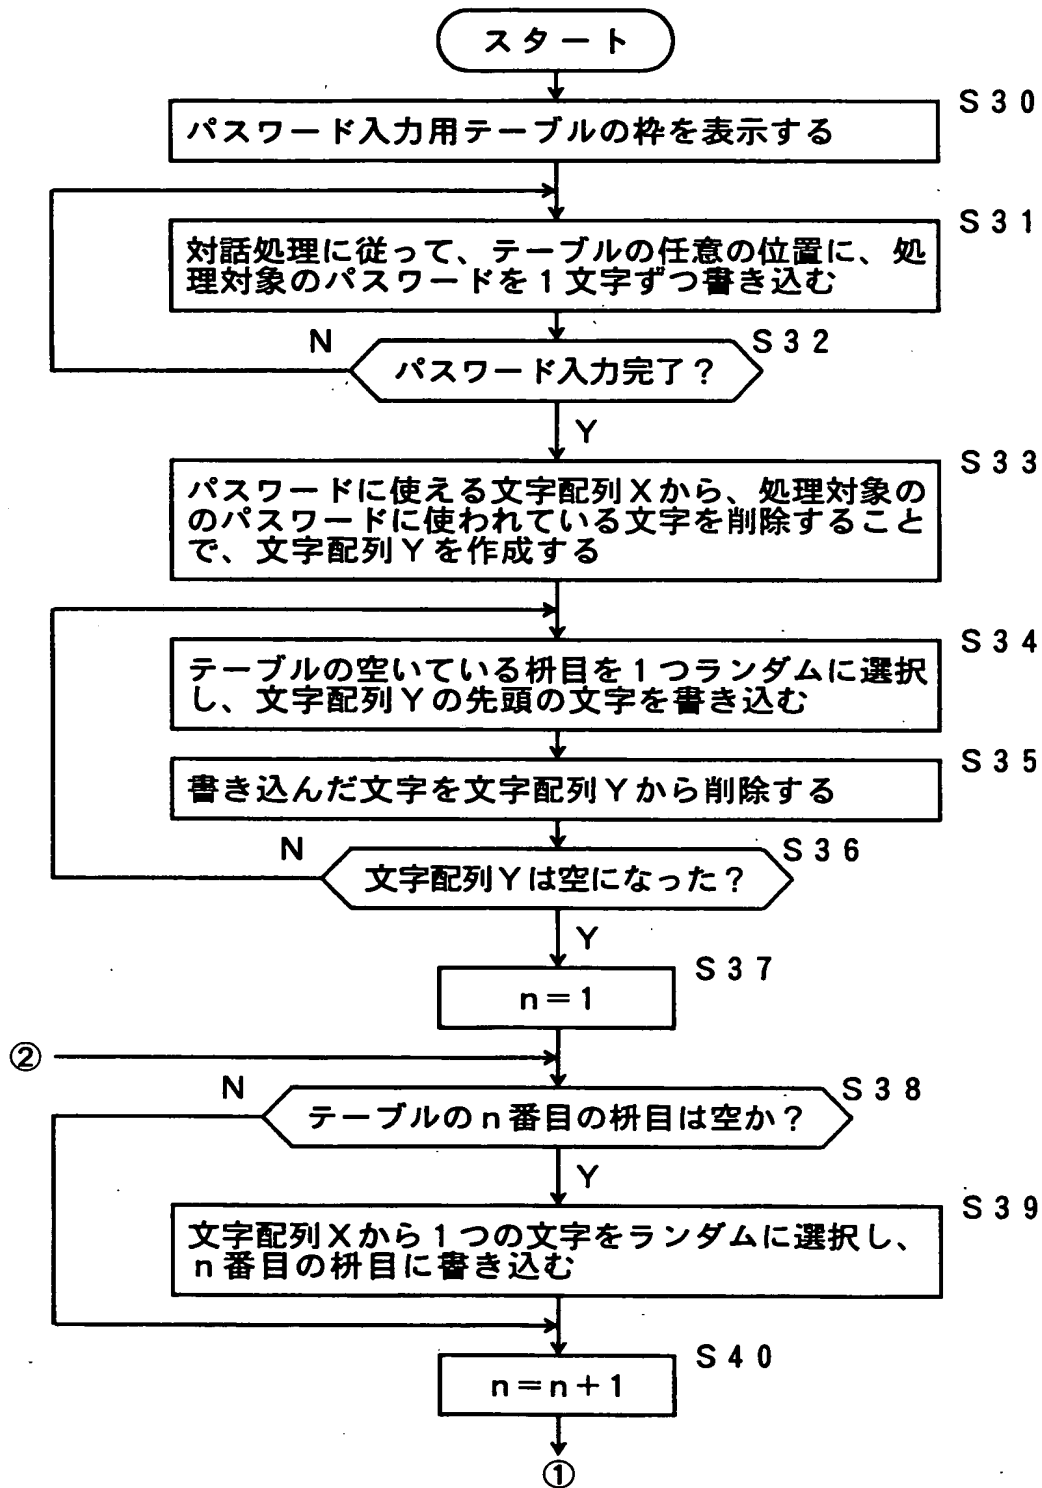 スタート
S30
パスワード入力用テーブルの枠を表示する
S31
対話処理に従って、テーブルの任意の位置に、処
理対象のパスワードを1文字ずつ書き込む
N
S32
パスワード入力完了?
Y
S33
パスワードに使える文字配列Xから、処理対象の
のパスワードに使われている文字を削除すること
で、文字配列Yを作成する
S34
テーブルの空いている枡目を1つランダムに選択
し、文字配列Yの先頭の文字を書き込む
S35
書き込んだ文字を文字配列Yから削除する
N
S36
文字配列Yは空になった?
Y
S37
n=1
②
N
S38
テーブルのn番目の枡目は空か?
Y
S39
文字配列Xから1つの文字をランダムに選択し、
n番目の枡目に書き込む
S40
n=n+1
①